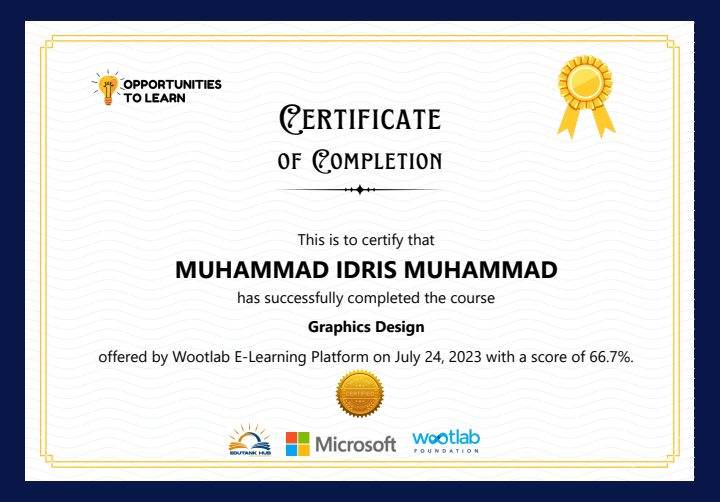 OPPORTUNITIES
TO LEARN
CERTIFICATE
OF COMPLETION
This is to certify that
MUHAMMAD IDRIS MUHAMMAD
has successfully completed the course
Graphics Design
offered by Wootlab E-Learning Platform on July 24, 2023 with a score of 66.7%.
CERTIFIED
EDUTANK HUB
Microsoft
wootlab
FOUNDATION